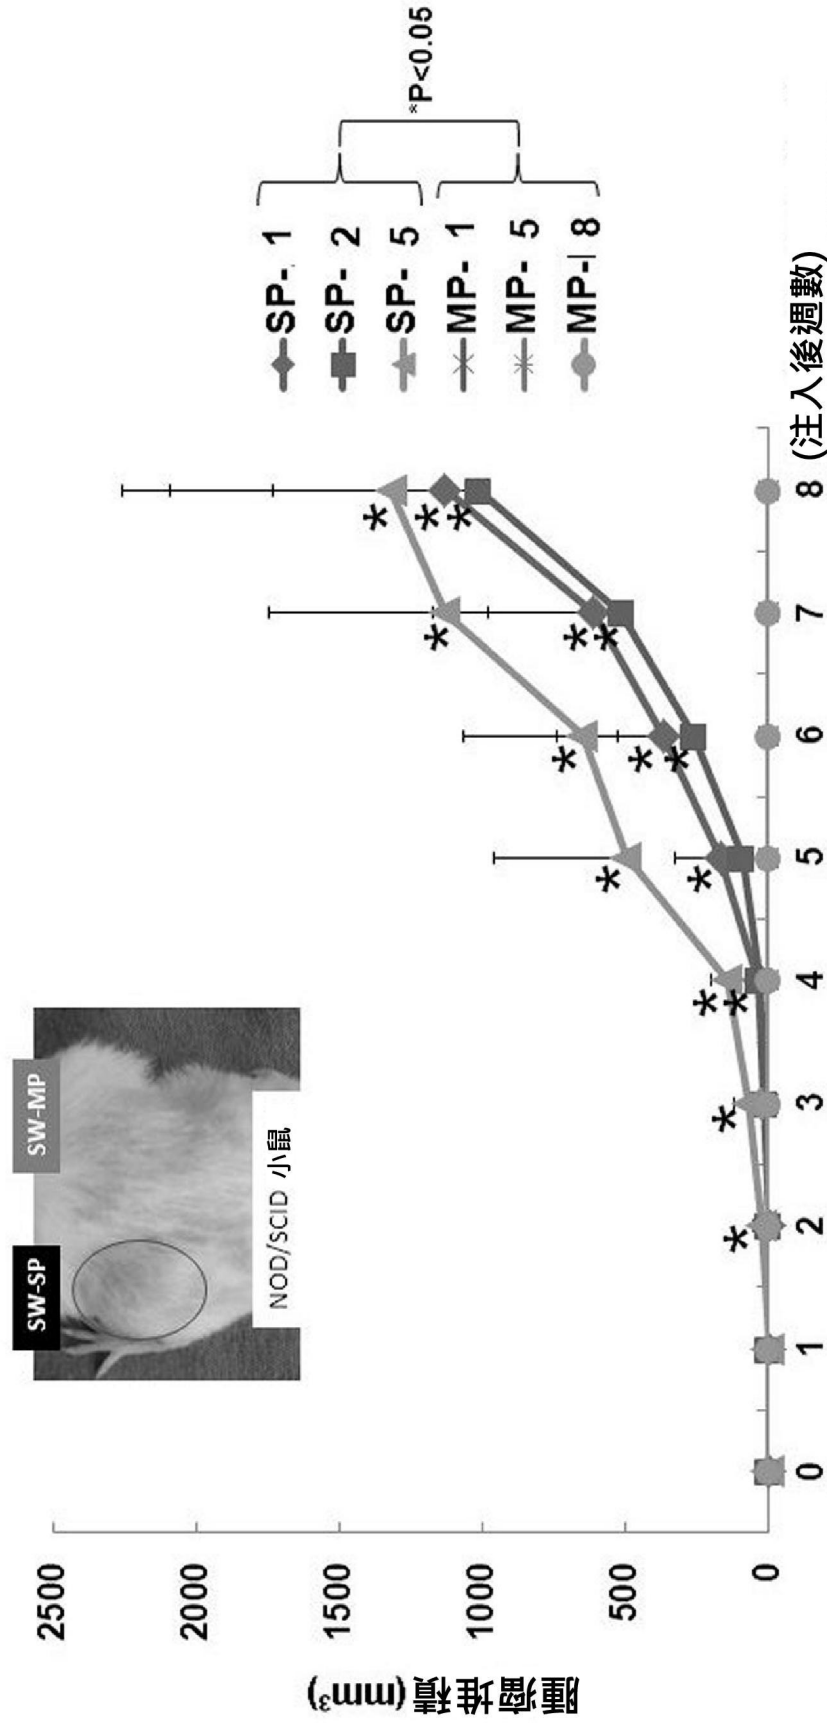 腫瘤堆積(mm³)
2500
2000
1500
1000
500
0
SW-SP
SW-MP
NOD/SCID 小鼠
0 1 2 3 4 5 6 7 8
(注入後週數)
SP- 1
SP- 2
SP- 5
MP- 1
MP- 5
MP- 8
*P<0.05
* * * * * * * * * * * * * * *